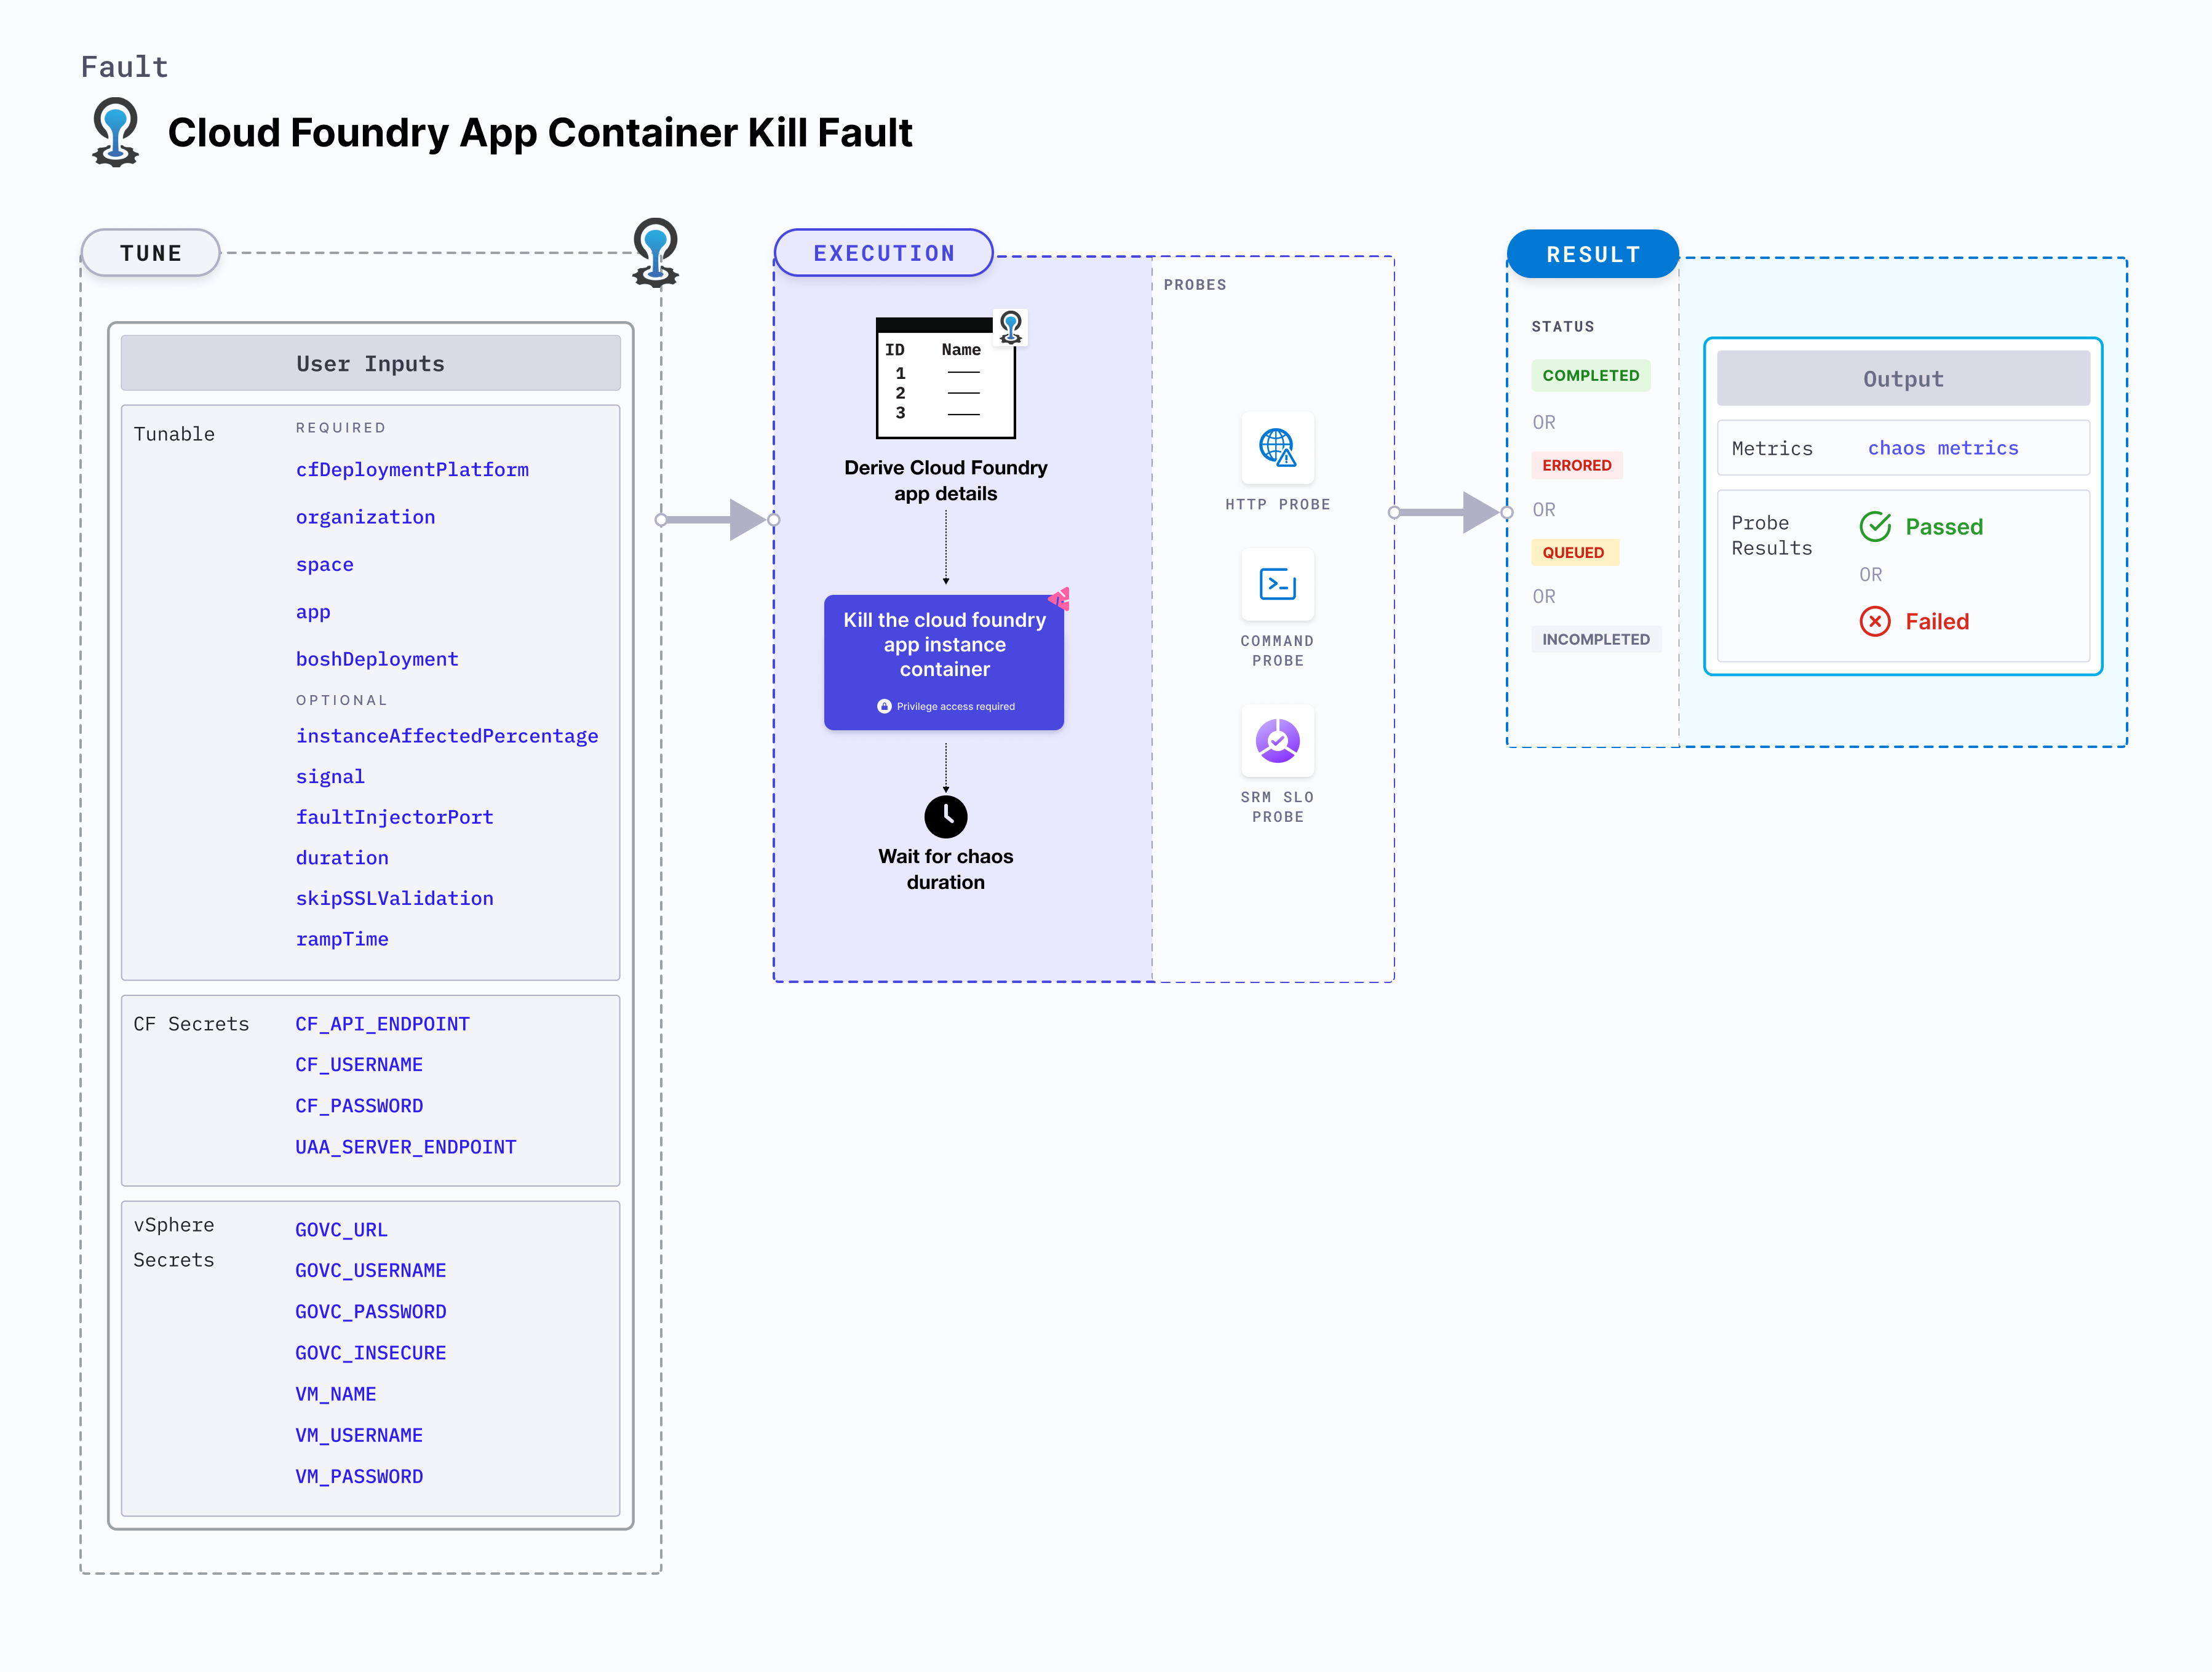 Fault
Cloud Foundry App Container Kill Fault
TUNE
User Inputs
Tunable
REQUIRED
cfDeploymentPlatform
organization
space
app
boshDeployment
OPTIONAL
instanceAffectedPercentage
signal
faultInjectorPort
duration
skipSSLValidation
rampTime
CF Secrets
CF_API_ENDPOINT
CF_USERNAME
CF_PASSWORD
UAA_SERVER_ENDPOINT
vSphere
Secrets
GOVC_URL
GOVC_USERNAME
GOVC_PASSWORD
GOVC_INSECURE
VM_NAME
VM_USERNAME
VM_PASSWORD
EXECUTION
ID Name
1
2
3
Derive Cloud Foundry
app details
Kill the cloud foundry
app instance
container
Privilege access required
Wait for chaos
duration
PROBES
HTTP PROBE
COMMAND
PROBE
SRM SLO
PROBE
RESULT
STATUS
COMPLETED
OR
ERRORED
OR
QUEUED
OR
INCOMPLETED
Output
Metrics
chaos metrics
Probe
Results
Passed
OR
Failed